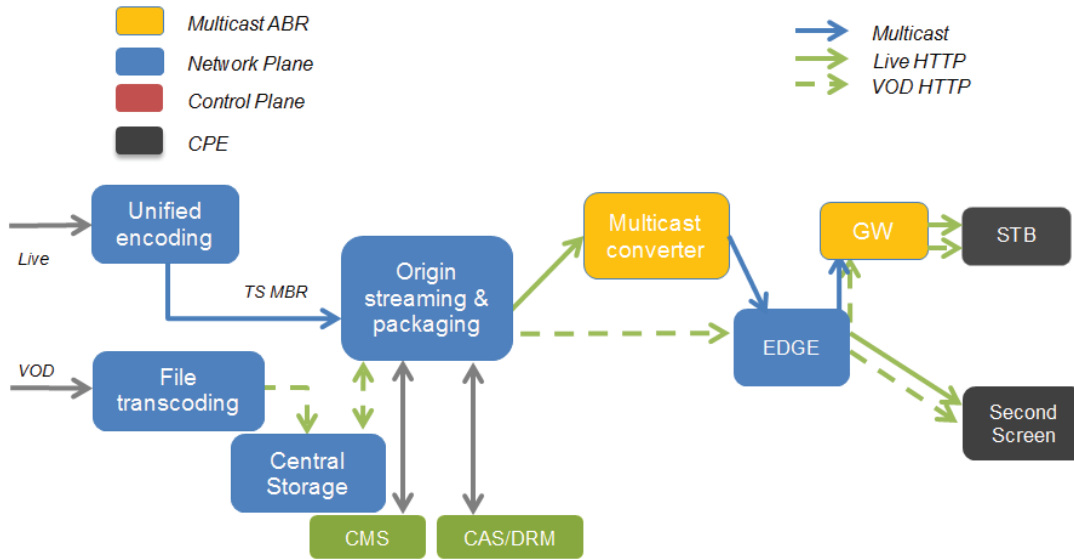 Multicast ABR
Network Plane
Control Plane
CPE
Multicast
Live HTTP
VOD HTTP
Unified
encoding
Live
TS MBR
Origin
streaming &
packaging
Multicast
converter
GW
STB
EDGE
VOD
File
transcoding
Central
Storage
Second
Screen
CMS
CAS/DRM